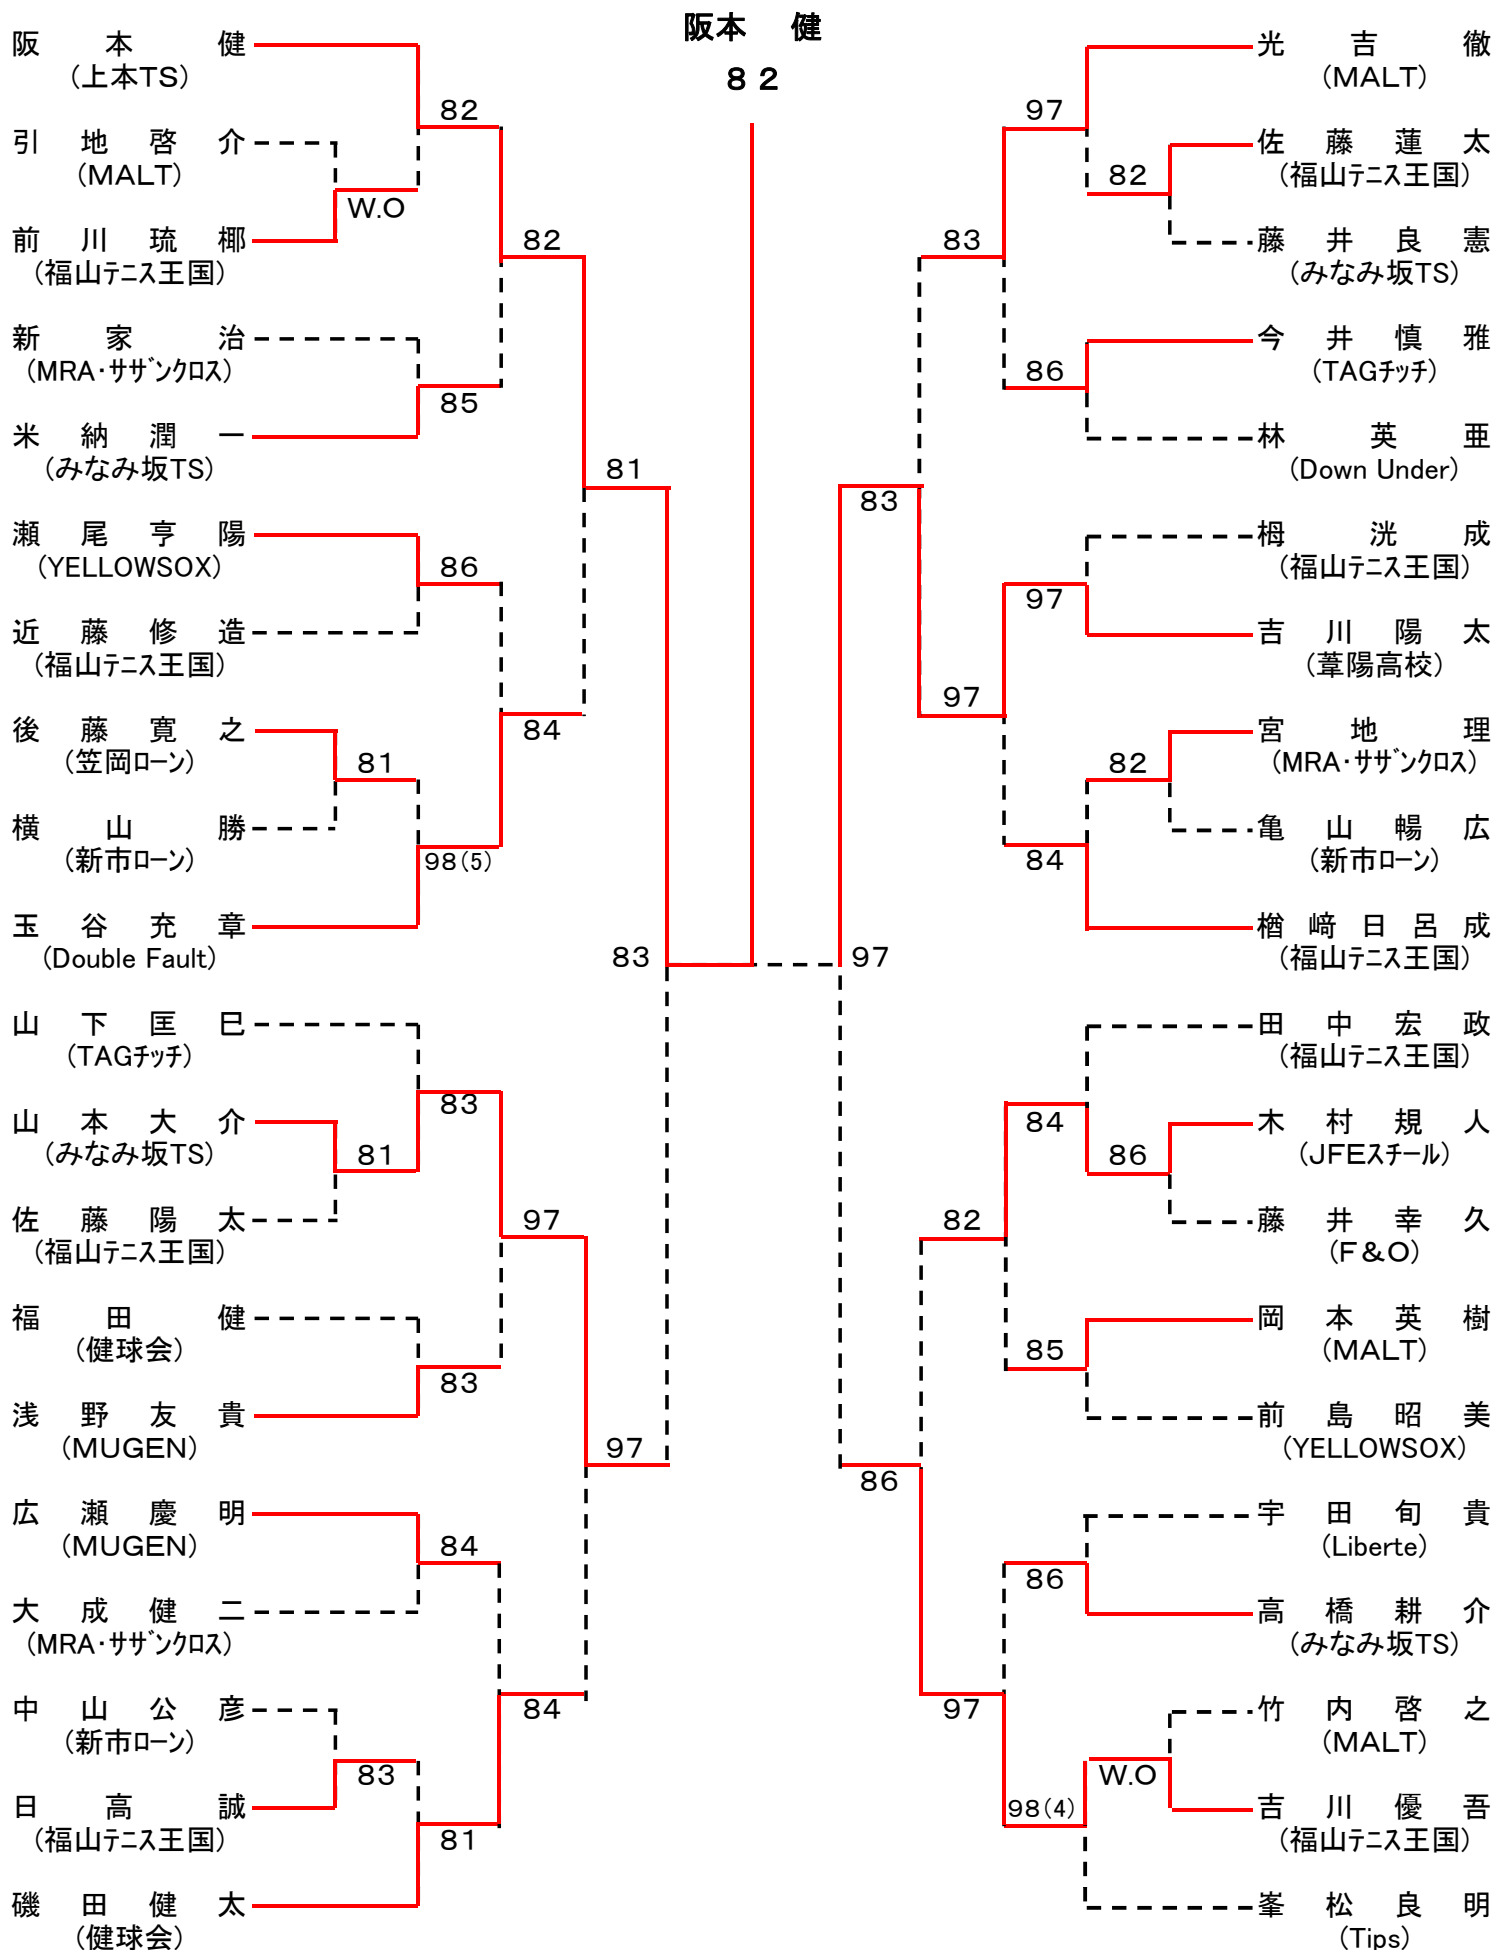 阪本 健
82
阪本健
(上本TS)
82
引地啓介
(MALT)
W.O
前川琉椰
(福山ﾃﾆｽ王国)
82
新家治
(MRA・ｻｻﾞﾝｸﾛｽ)
85
米納潤一
(みなみ坂TS)
81
瀬尾亨陽
(YELLOWSOX)
86
近藤修造
(福山ﾃﾆｽ王国)
84
後藤寛之
(笠岡ﾛｰﾝ)
81
横山勝
(新市ﾛｰﾝ)
98(5)
玉谷充章
(Double Fault)
83
山下匡巳
(TAGﾁｯﾁ)
83
山本大介
(みなみ坂TS)
81
佐藤陽太
(福山ﾃﾆｽ王国)
97
福田健
(健球会)
83
浅野友貴
(MUGEN)
97
広瀬慶明
(MUGEN)
84
大成健二
(MRA・ｻｻﾞﾝｸﾛｽ)
84
中山公彦
(新市ﾛｰﾝ)
83
日高誠
(福山ﾃﾆｽ王国)
81
磯田健太
(健球会)
光吉徹
(MALT)
97
佐藤蓮太
(福山ﾃﾆｽ王国)
82
藤井良憲
(みなみ坂TS)
83
今井慎雅
(TAGﾁｯﾁ)
86
林英亜
(Down Under)
83
栂洸成
(福山ﾃﾆｽ王国)
97
吉川陽太
(葦陽高校)
97
宮地理
(MRA・ｻｻﾞﾝｸﾛｽ)
82
亀山暢広
(新市ﾛｰﾝ)
84
楢﨑日呂成
(福山ﾃﾆｽ王国)
97
田中宏政
(福山ﾃﾆｽ王国)
84
木村規人
(JFEｽﾁｰﾙ)
86
藤井幸久
(F&O)
82
岡本英樹
(MALT)
85
前島昭美
(YELLOWSOX)
86
宇田旬貴
(Liberte)
86
高橋耕介
(みなみ坂TS)
97
竹内啓之
(MALT)
W.O
吉川優吾
(福山ﾃﾆｽ王国)
98(4)
峯松良明
(Tips)